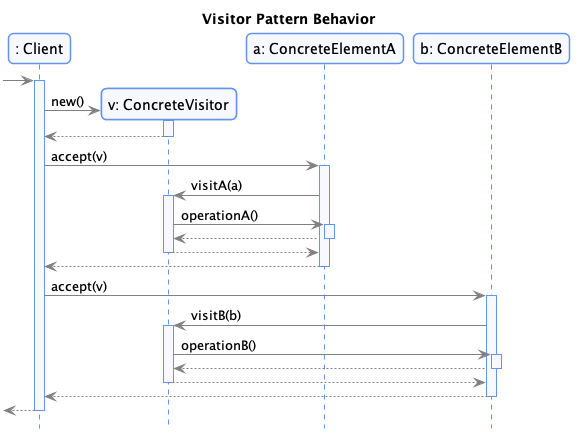 Visitor Pattern Behavior
: Client
a: ConcreteElementA
b: ConcreteElementB
new()
v: ConcreteVisitor
accept(v)
visitA(a)
operationA()
accept(v)
visitB(b)
operationB()